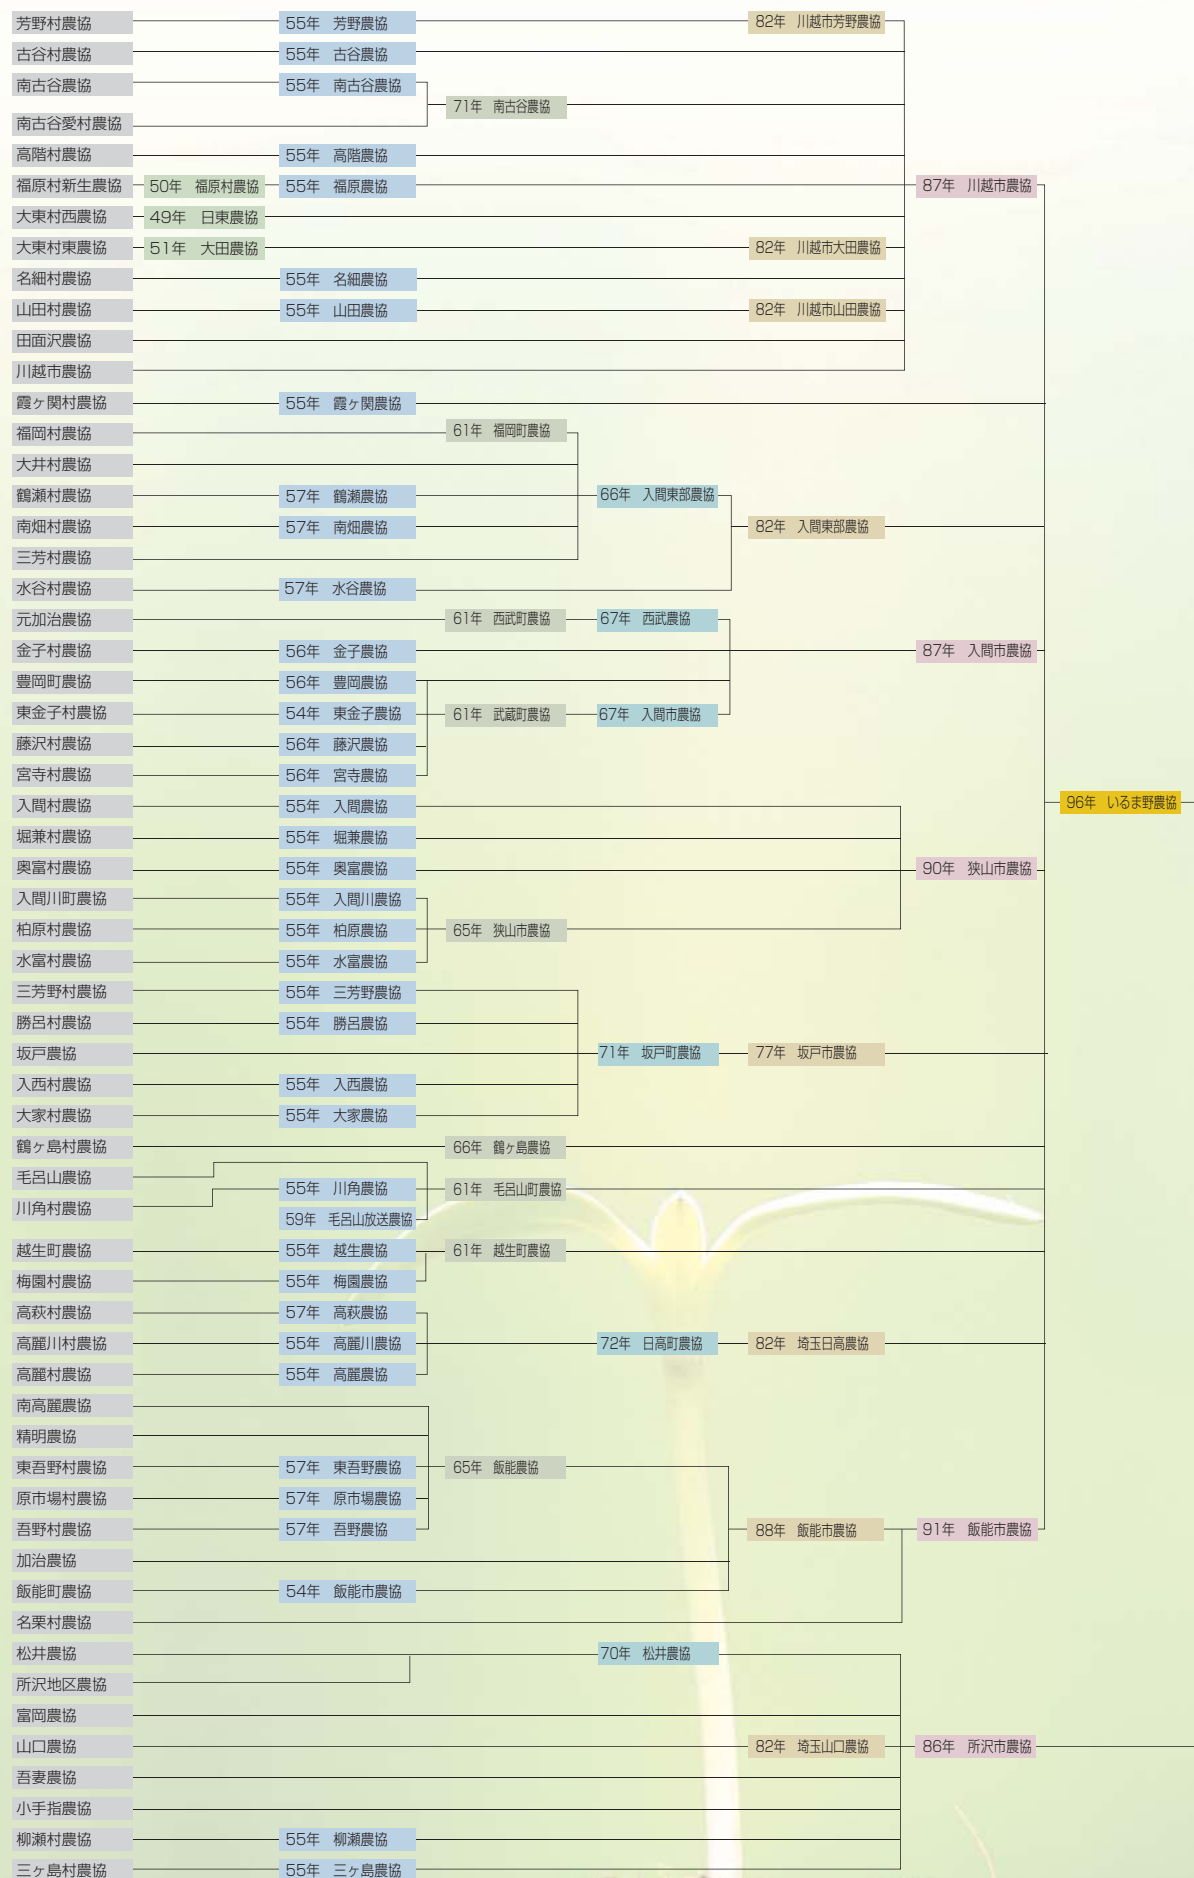 芳野村農協 55年 芳野農協 82年 川越市芳野農協
古谷村農協 55年 古谷農協
南古谷農協 55年 南古谷農協
71年 南古谷農協
南古谷愛村農協
高階村農協 55年 高階農協
福原村新生農協 50年 福原村農協 55年 福原農協 87年 川越市農協
大東村西農協 49年 日東農協
大東村東農協 51年 大田農協 82年 川越市大田農協
名細村農協 55年 名細農協
山田村農協 55年 山田農協 82年 川越市山田農協
田面沢農協
川越市農協
霞ヶ関村農協 55年 霞ヶ関農協
福岡村農協 61年 福岡町農協
大井村農協
鶴瀬村農協 57年 鶴瀬農協 66年 入間東部農協
南畑村農協 57年 南畑農協 82年 入間東部農協
三芳村農協
水谷村農協 57年 水谷農協
元加治農協 61年 西武町農協 67年 西武農協
金子村農協 56年 金子農協 87年 入間市農協
豊岡町農協 56年 豊岡農協
東金子村農協 54年 東金子農協 61年 武蔵町農協 67年 入間市農協
藤沢村農協 56年 藤沢農協
宮寺村農協 56年 宮寺農協
96年 いるま野農協
入間村農協 55年 入間農協
堀兼村農協 55年 堀兼農協
奥富村農協 55年 奥富農協 90年 狭山市農協
入間川町農協 55年 入間川農協
柏原村農協 55年 柏原農協 65年 狭山市農協
水富村農協 55年 水富農協
三芳野村農協 55年 三芳野農協
勝呂村農協 55年 勝呂農協
坂戸農協 71年 坂戸町農協 77年 坂戸市農協
入西村農協 55年 入西農協
大家村農協 55年 大家農協
鶴ヶ島村農協 66年 鶴ヶ島農協
毛呂山農協
55年 川角農協 61年 毛呂山町農協
川角村農協
59年 毛呂山放送農協
越生町農協 55年 越生農協 61年 越生町農協
梅園村農協 55年 梅園農協
高萩村農協 57年 高萩農協
高麗川村農協 55年 高麗川農協 72年 日高町農協 82年 埼玉日高農協
高麗村農協 55年 高麗農協
南高麗農協
精明農協
東吾野村農協 57年 東吾野農協 65年 飯能農協
原市場村農協 57年 原市場農協
吾野村農協 57年 吾野農協 88年 飯能市農協 91年 飯能市農協
加治農協
飯能町農協 54年 飯能市農協
名栗村農協
松井農協 70年 松井農協
所沢地区農協
富岡農協
山口農協 82年 埼玉山口農協 86年 所沢市農協
吾妻農協
小手指農協
柳瀬村農協 55年 柳瀬農協
三ヶ島村農協 55年 三ヶ島農協